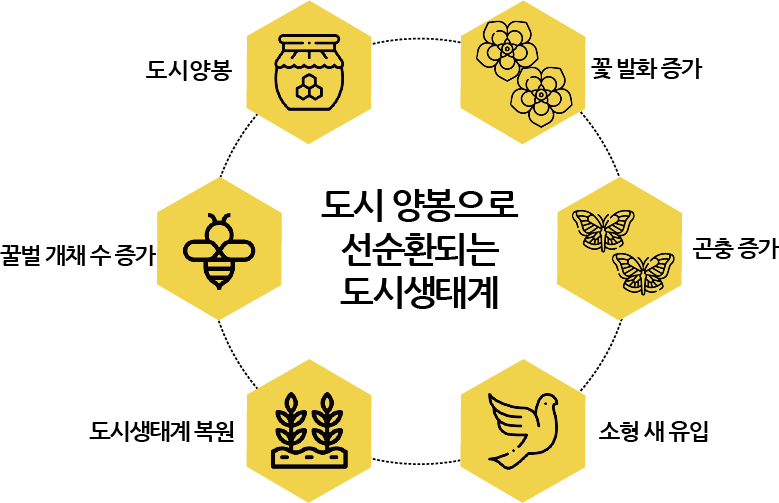 도시양봉
꽃 발화 증가
도시 양봉으로
선순환되는
도시생태계
꿀벌 개채 수 증가
곤충 증가
도시생태계 복원
소형 새 유입